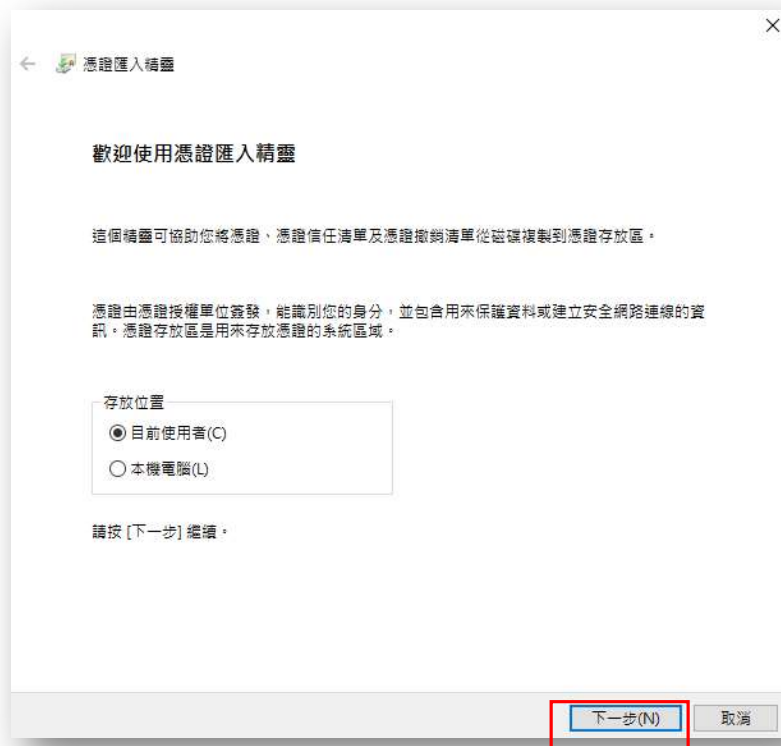 憑證匯入精靈
歡迎使用憑證匯入精靈
這個精靈可協助您將憑證、憑證信任清單及憑證撤銷清單從磁碟複製到憑證存放區。
憑證由憑證授權單位簽發，能識別您的身分，並包含用來保護資料或建立安全網路連線的資
訊。憑證存放區是用來存放憑證的系統區域。
存放位置
目前使用者(C)
本機電腦(L)
請按 [下一步] 繼續。
下一步(N) 取消